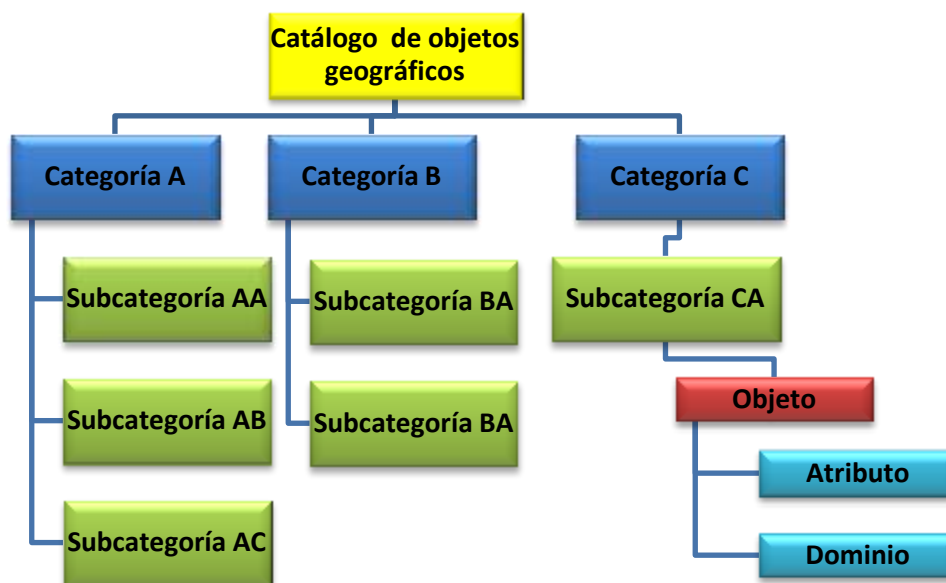 Catálogo de objetos
geográficos
Categoría A
Categoría B
Categoría C
Subcategoría AA
Subcategoría BA
Subcategoría CA
Objeto
Subcategoría AB
Subcategoría BA
Atributo
Subcategoría AC
Dominio